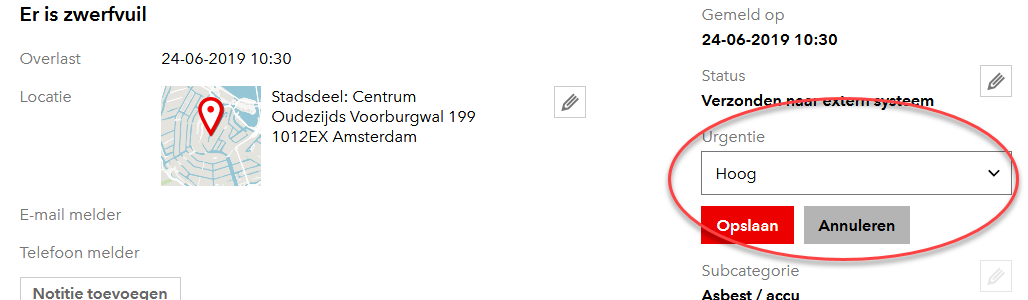 Er is zwerfvuil
Overlast 24-06-2019 10:30
Locatie Stadsdeel: Centrum
Oudezijds Voorburgwal 199
1012EX Amsterdam
E-mail melder
Telefoon melder
Notitie toevoegen
Gemeld op
24-06-2019 10:30
Status
Verzonden naar extern systeem
Urgentie
Hoog
Opslaan Annuleren
Subcategorie
Asbest / accu